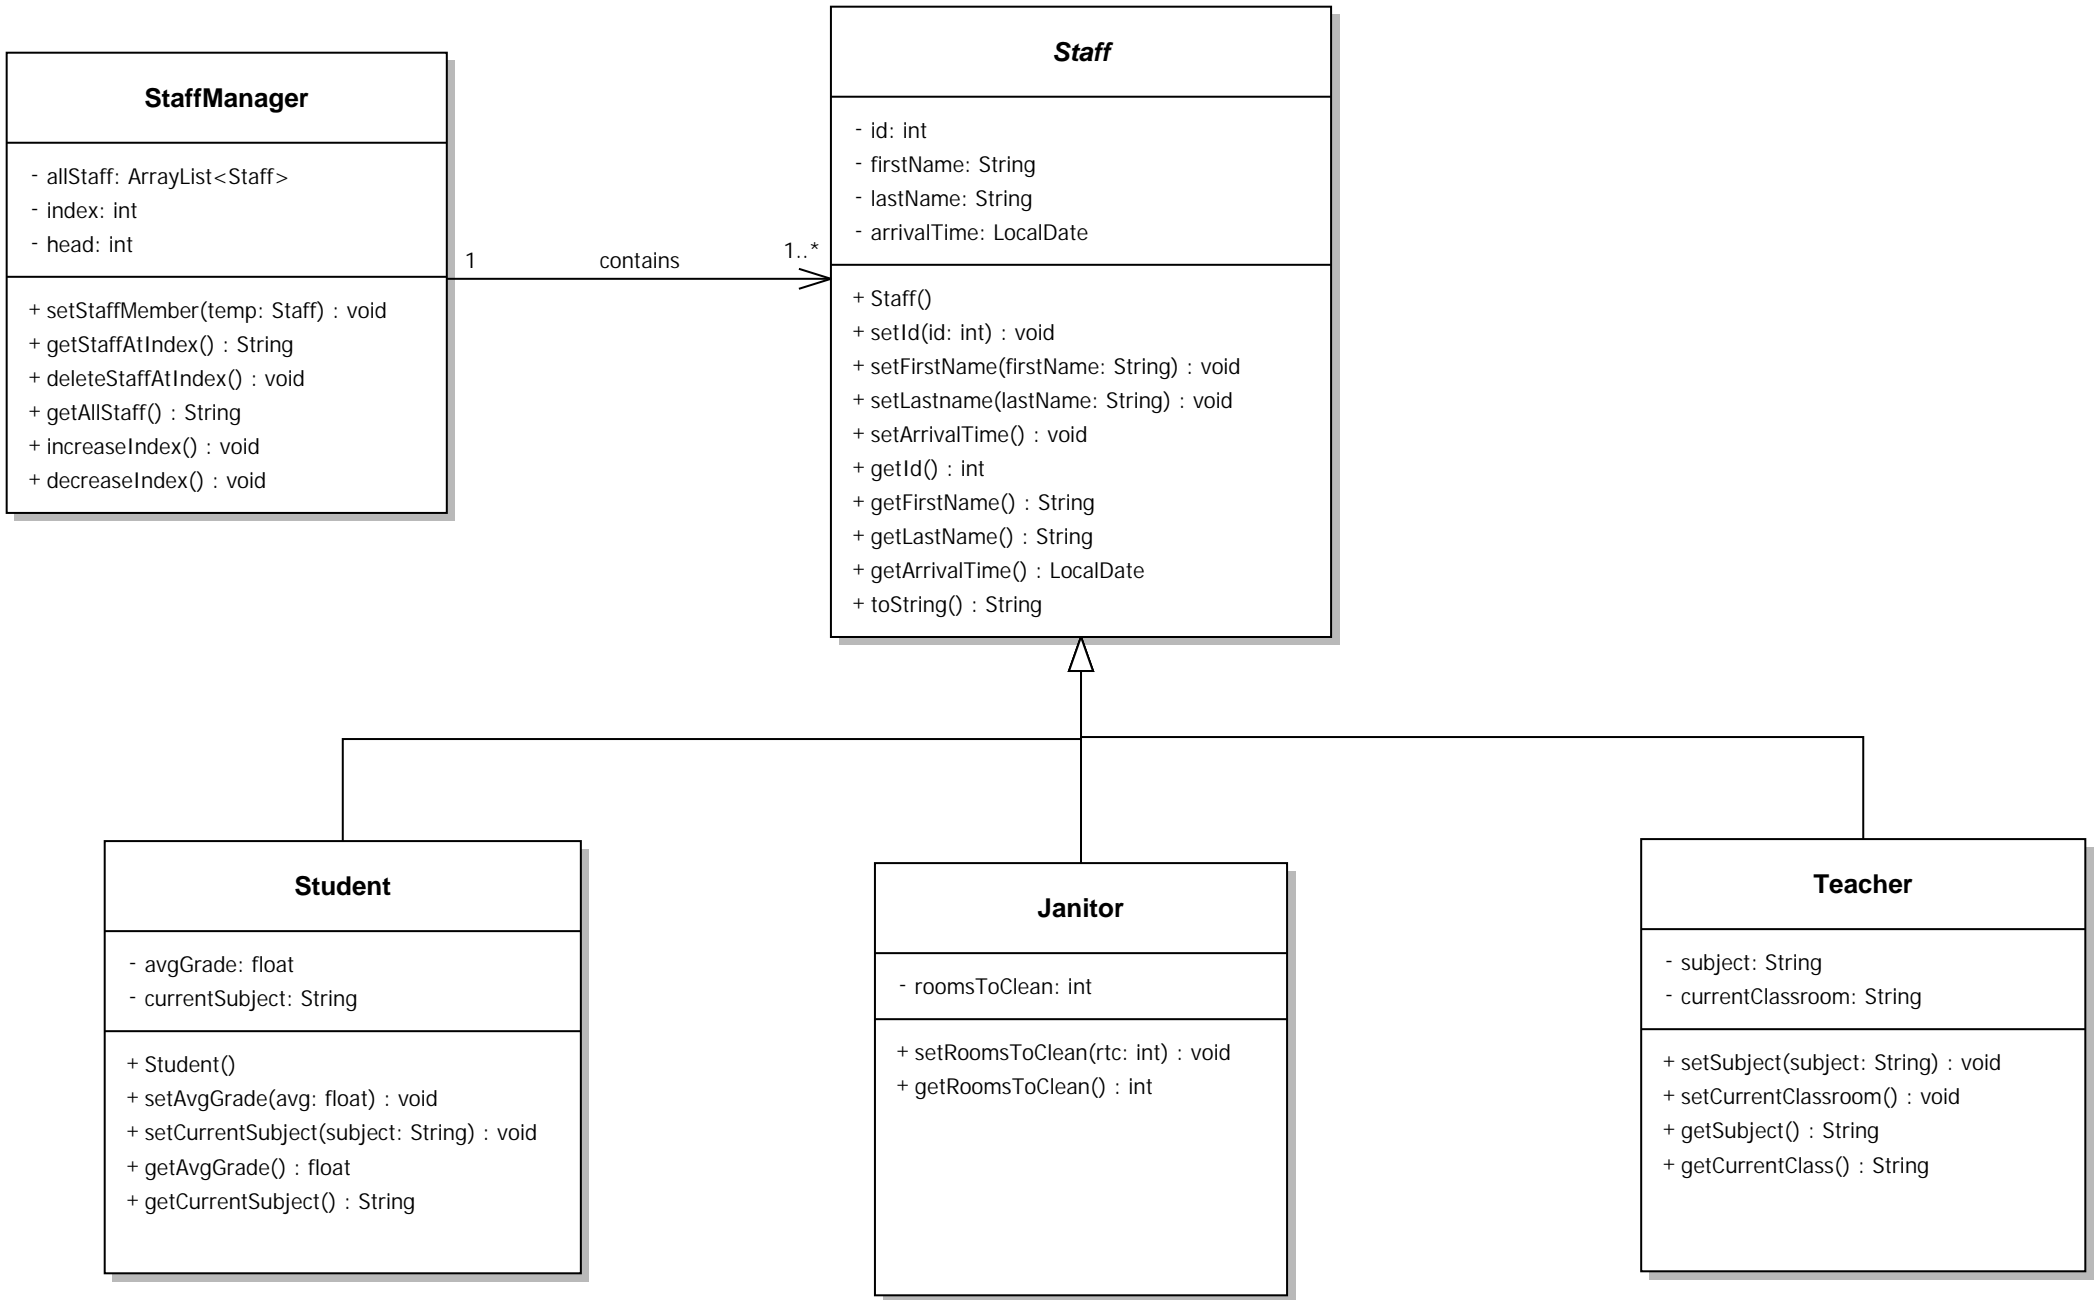 StaffManager
- allStaff: ArrayList<Staff>
- index: int
- head: int
+ setStaffMember(temp: Staff) : void
+ getStaffAtIndex() : String
+ deleteStaffAtIndex() : void
+ getAllStaff() : String
+ increaseIndex() : void
+ decreaseIndex() : void
1
contains
1..*
Staff
- id: int
- firstName: String
- lastName: String
- arrivalTime: LocalDate
+ Staff()
+ setId(id: int) : void
+ setFirstName(firstName: String) : void
+ setLastname(lastName: String) : void
+ setArrivalTime() : void
+ getId() : int
+ getFirstName() : String
+ getLastName() : String
+ getArrivalTime() : LocalDate
+ toString() : String
Student
- avgGrade: float
- currentSubject: String
+ Student()
+ setAvgGrade(avg: float) : void
+ setCurrentSubject(subject: String) : void
+ getAvgGrade() : float
+ getCurrentSubject() : String
Janitor
- roomsToClean: int
+ setRoomsToClean(rtc: int) : void
+ getRoomsToClean() : int
Teacher
- subject: String
- currentClassroom: String
+ setSubject(subject: String) : void
+ setCurrentClassroom() : void
+ getSubject() : String
+ getCurrentClass() : String